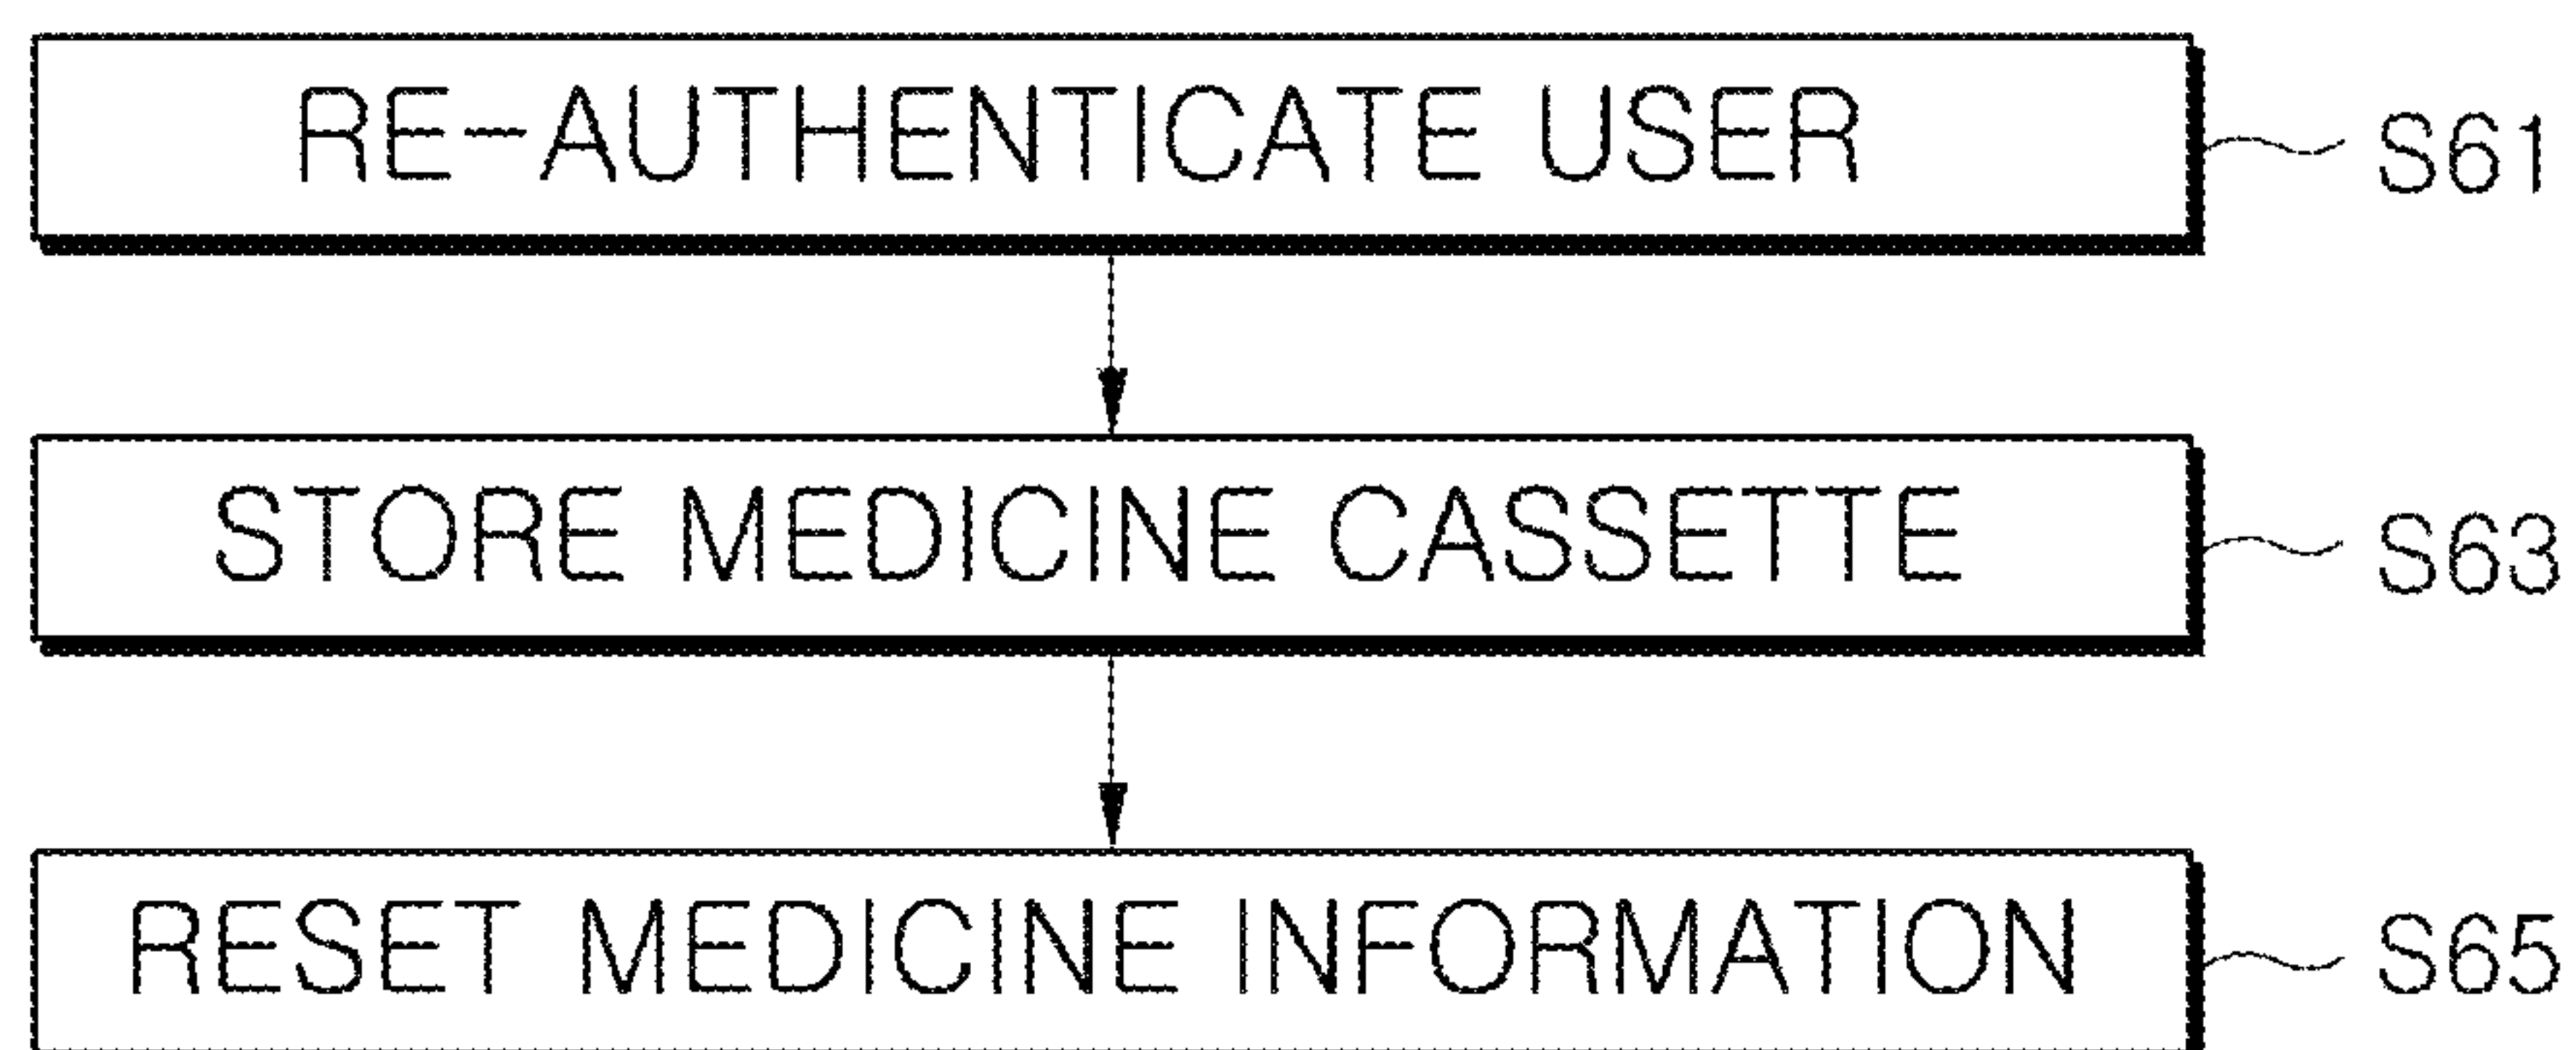 RE-AUTHENTICATE USER S61
STORE MEDICINE CASSETTE S63
RESET MEDICINE INFORMATION S65